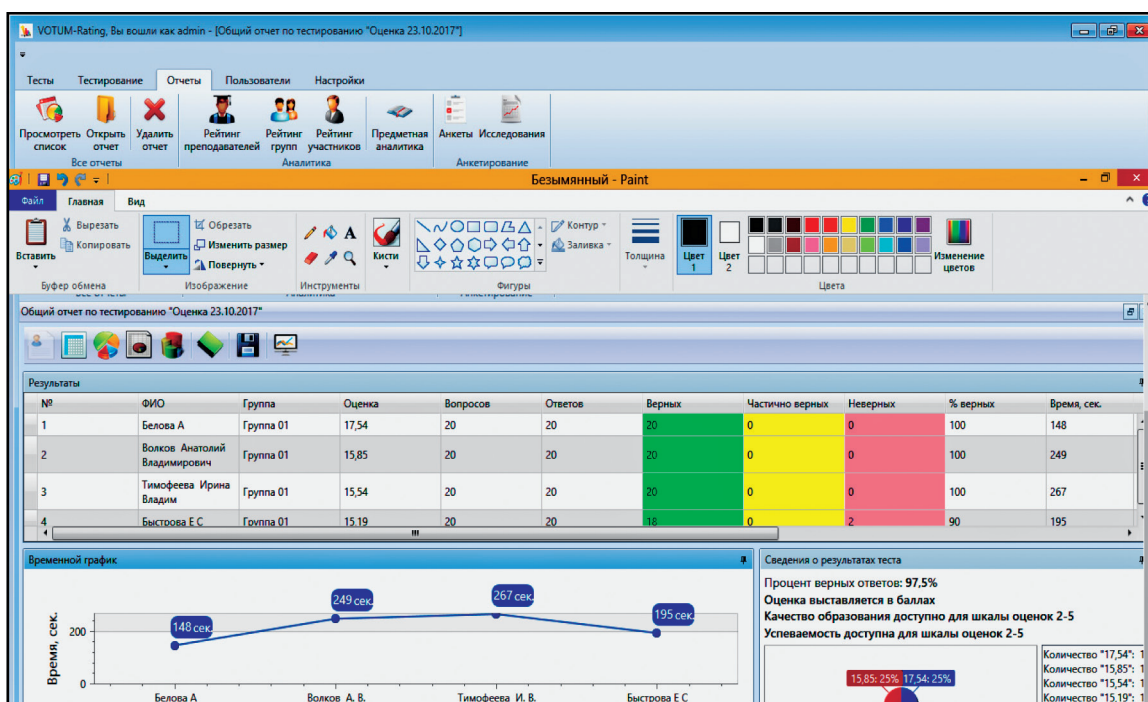 VOTUM-Rating, Вы вошли как admin - [Общий отчет по тестированию "Оценка 23.10.2017"]
Тесты Тестирование Отчеты Пользователи Настройки
Просмотреть список Открыть отчет Удалить отчет Рейтинг преподавателей Рейтинг групп Рейтинг участников Предметная аналитика Анкеты Исследования
Все отчеты Аналитика Анкетирование
Безымянный - Paint
Файл Главная Вид
Вставить Вырезать Копировать Выделить Обрезать Изменить размер Повернуть A Кисти Контур Заливка Толщина Цвет 1 Цвет 2 Изменение цветов
Буфер обмена Изображение Инструменты Фигуры Цвета
Общий отчет по тестированию "Оценка 23.10.2017"
Результаты
№ ФИО Группа Оценка Вопросов Ответов Верных Частично верных Неверных % верных Время, сек.
1 Белова А Группа 01 17,54 20 20 20 0 0 100 148
2 Волков Анатолий Владимирович Группа 01 15,85 20 20 20 0 0 100 249
3 Тимофеева Ирина Владим Группа 01 15,54 20 20 20 0 0 100 267
4 Быстрова Е С Группа 01 15,19 20 20 18 0 2 90 195
Временной график
Время, сек.
200
0
148 сек.
249 сек.
267 сек.
195 сек.
Белова А Волков А. В. Тимофеева И. В. Быстрова Е С
Сведения о результатах теста
Процент верных ответов: 97,5%
Оценка выставляется в баллах
Качество образования доступно для шкалы оценок 2-5
Успеваемость доступна для шкалы оценок 2-5
15,85: 25% 17,54: 25%
Количество "17,54": 1
Количество "15,85": 1
Количество "15,54": 1
Количество "15,19": 1